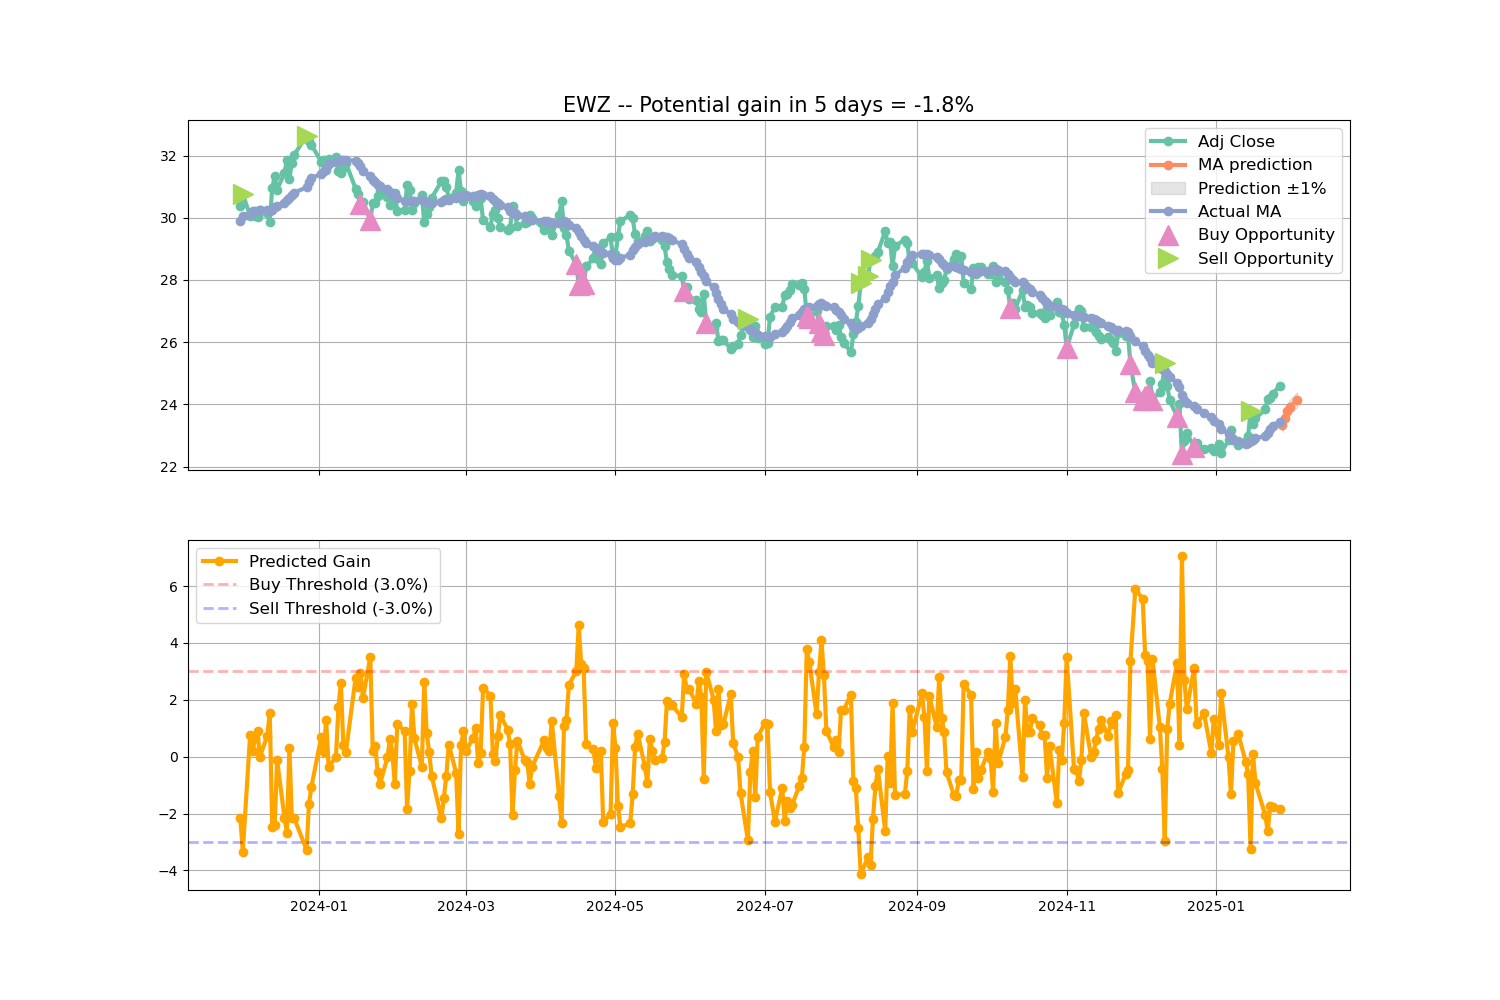 EWZ -- Potential gain in 5 days = -1.8%
32
30
28
26
24
22
Adj Close
MA prediction
Prediction ±1%
Actual MA
Buy Opportunity
Sell Opportunity
6
4
2
0
−2
−4
Predicted Gain
Buy Threshold (3.0%)
Sell Threshold (-3.0%)
2024-01
2024-03
2024-05
2024-07
2024-09
2024-11
2025-01